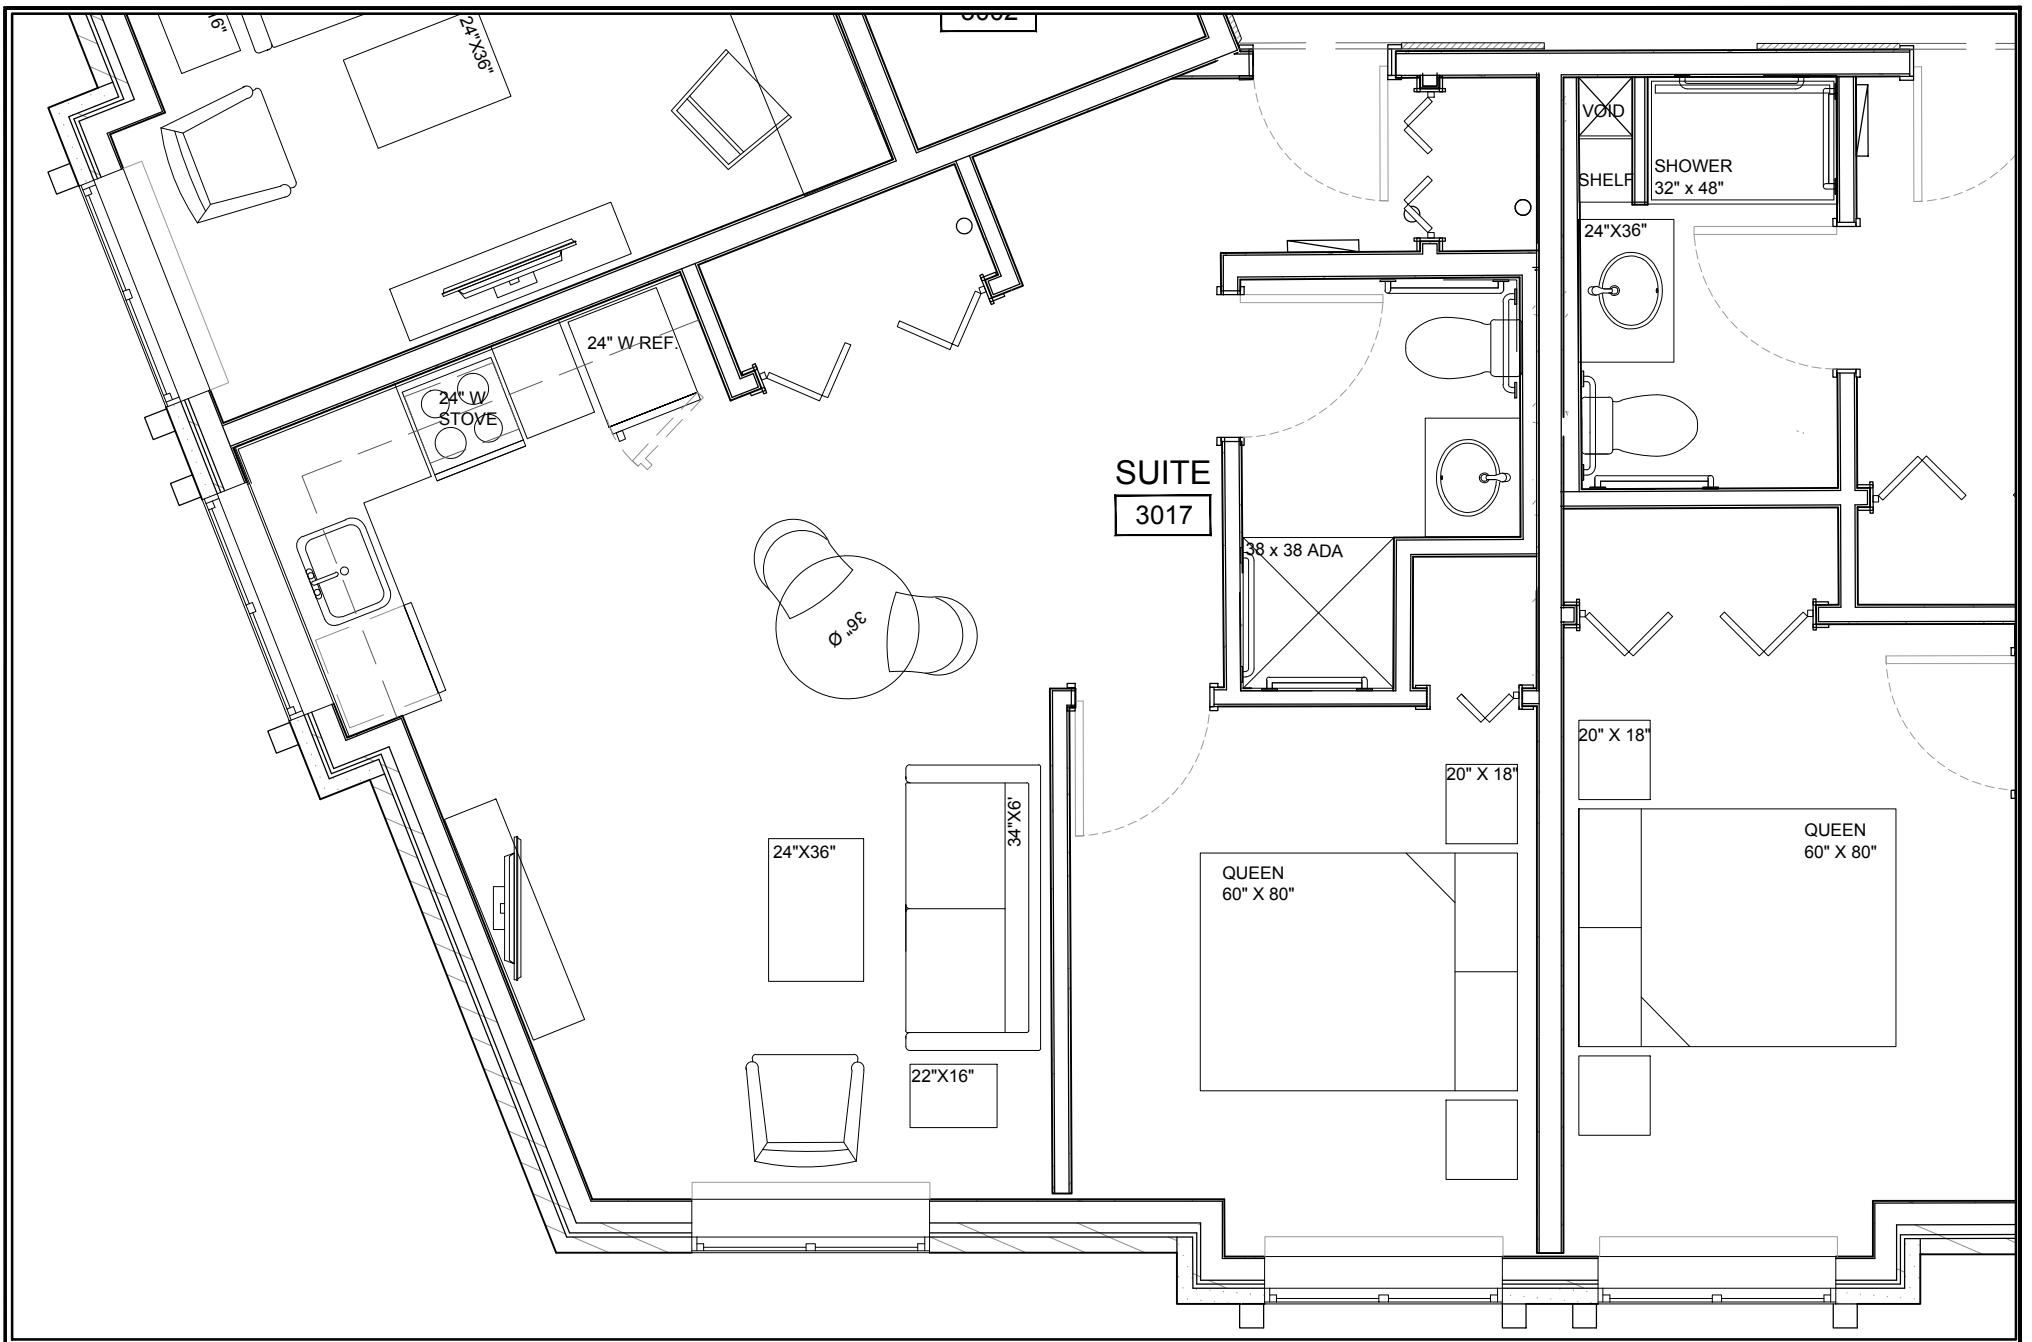 24"X36"
VOID
SHELF
SHOWER
32" x 48"
24"X36"
24" W REF.
24" W
STOVE
SUITE
3017
38 x 38 ADA
36" Ø
20" X 18"
20" X 18"
34"X6'
24"X36"
QUEEN
60" X 80"
QUEEN
60" X 80"
22"X16"